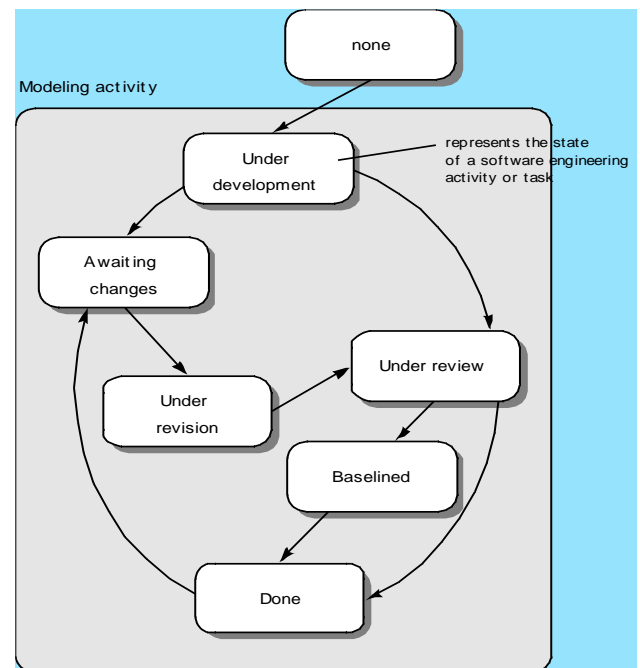 none
Modeling activity
Under
development
represents the state
of a software engineering
activity or task
Awaiting
changes
Under review
Under
revision
Baselined
Done